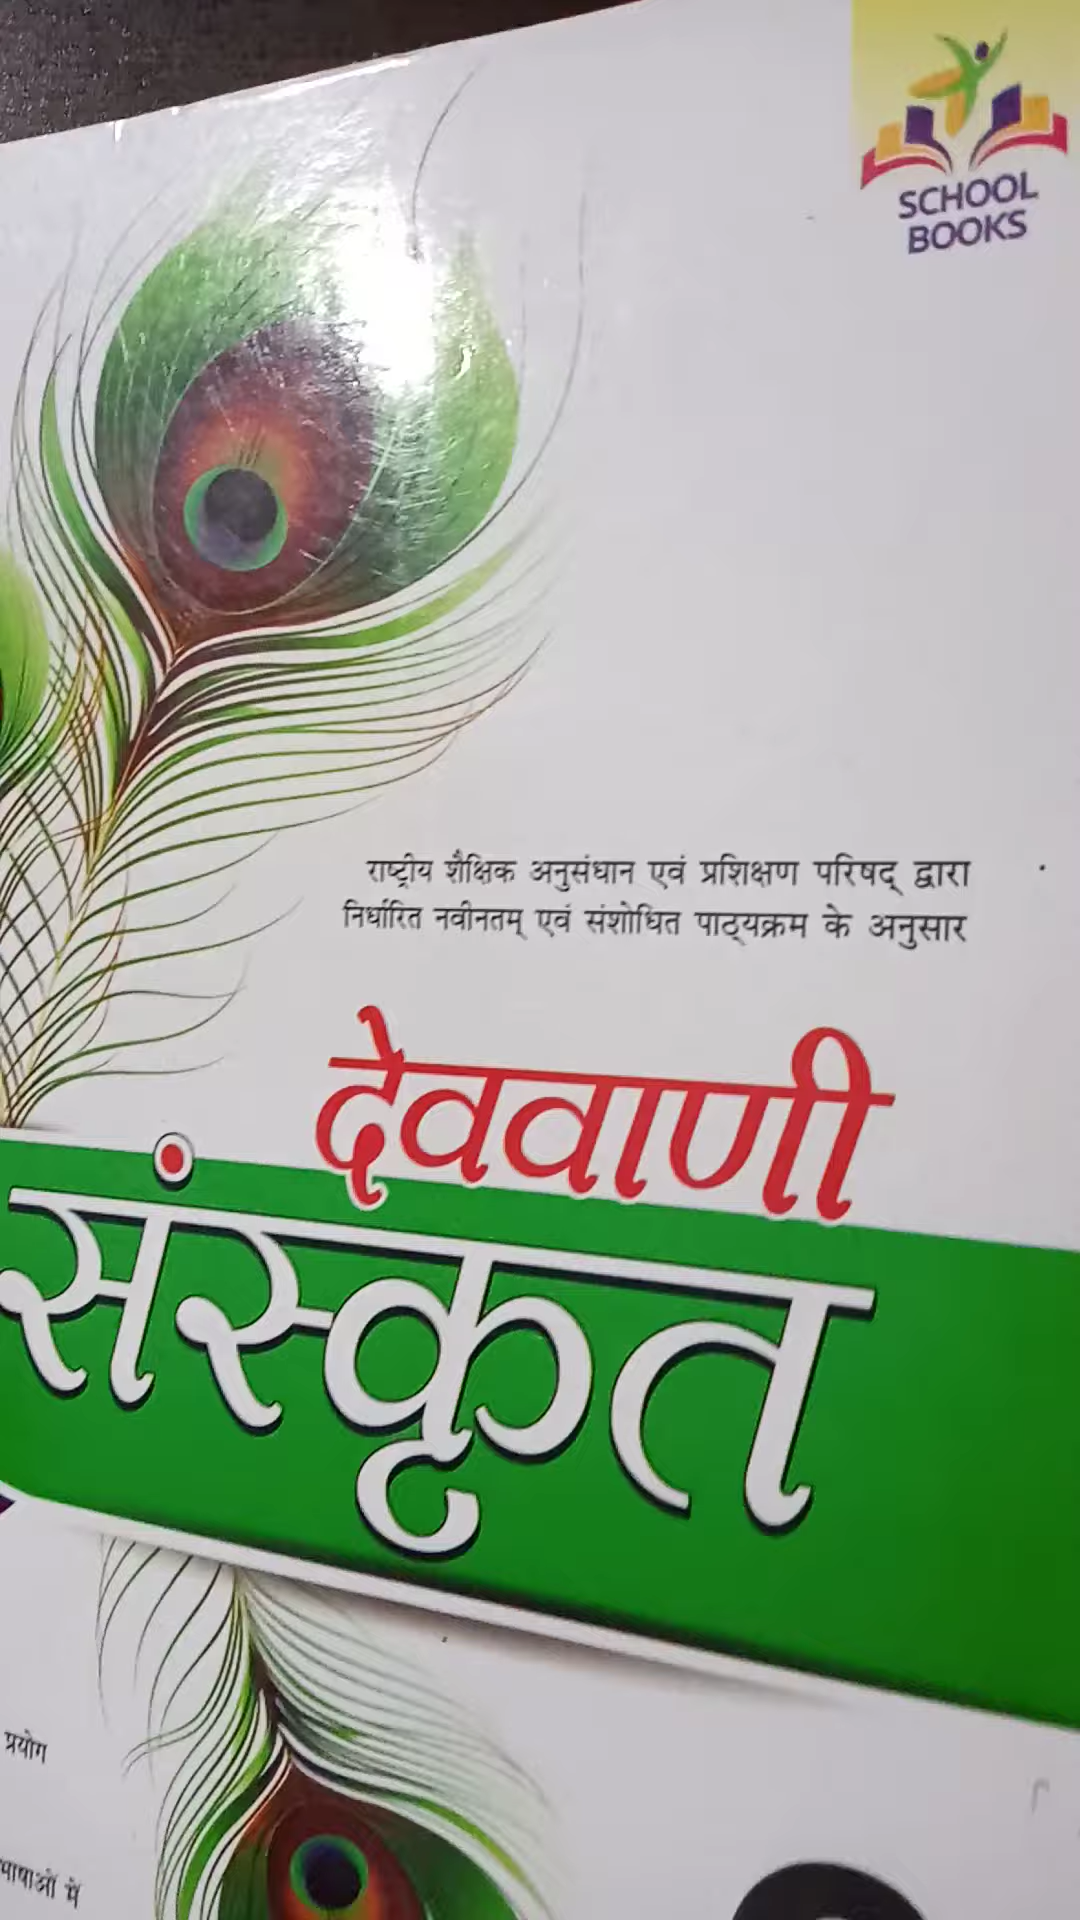 SCHOOL
BOOKS
राष्ट्रीय शैक्षिक अनुसंधान एवं प्रशिक्षण परिषद् द्वारा
निर्धारित नवीनतम् एवं संशोधित पाठ्यक्रम के अनुसार
देववाणी
संस्कृत
प्रयोग
भाषाओं में